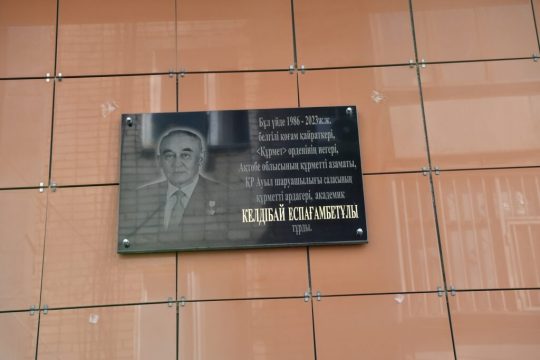 Бұл үйде 1986 - 2023ж.ж.
белгілі қоғам қайраткері,
<Құрмет> орденінің иегері,
Ақтөбе облысының құрметті азаматы,
ҚР Ауыл шаруашылығы саласының
құрметті ардагері, академик
КЕЛДІБАЙ ЕСПАҒАМБЕТҰЛЫ
тұрды.